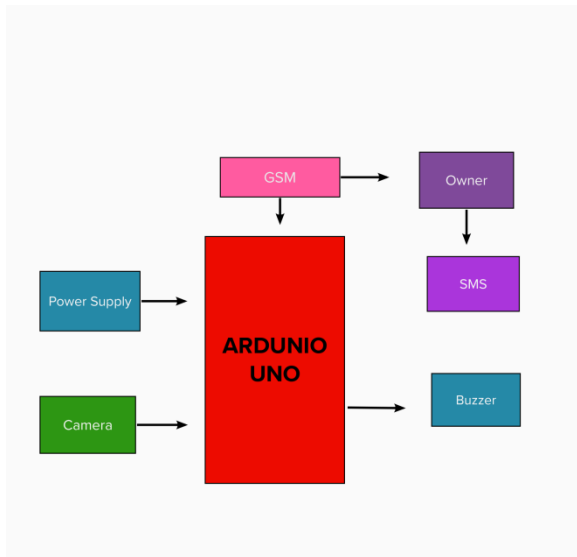 GSM
Owner
Power Supply
ARDUNIO
UNO
SMS
Camera
Buzzer